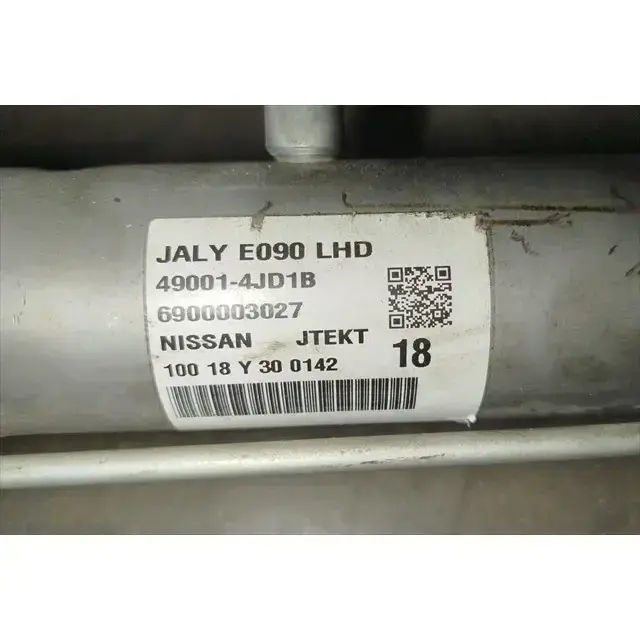 JALY E090 LHD
49001-4JD1B
6900003027
NISSAN JTEKT
18
100 18 Y 30 0142